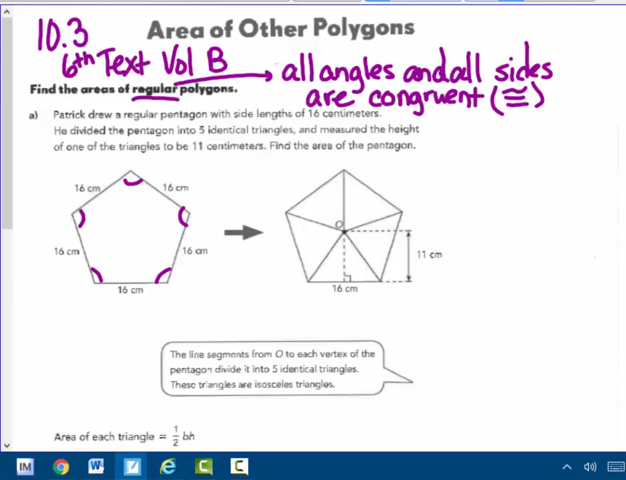 10.3
Area of Other Polygons
6th Text Vol B
all angles and all sides
are congruent (≅)
Find the areas of regular polygons.
a) Patrick drew a regular pentagon with side lengths of 16 centimeters.
He divided the pentagon into 5 identical triangles, and measured the height
of one of the triangles to be 11 centimeters. Find the area of the pentagon.
16 cm
16 cm
16 cm
16 cm
16 cm
O
11 cm
16 cm
The line segments from O to each vertex of the
pentagon divide it into 5 identical triangles.
These triangles are isosceles triangles.
Area of each triangle = 1/2 bh
IM
W
e
C
C